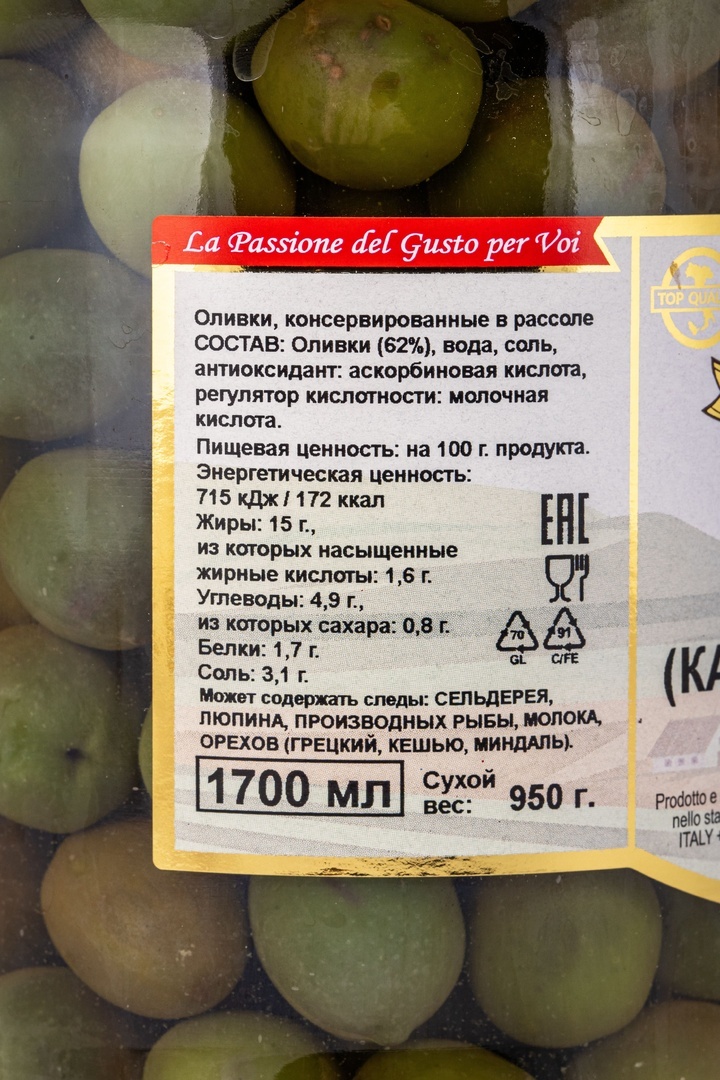 La Passione del Gusto per Voi
Оливки, консервированные в рассоле
СОСТАВ: Оливки (62%), вода, соль,
антиоксидант: аскорбиновая кислота,
регулятор кислотности: молочная
кислота.
Пищевая ценность: на 100 г. продукта.
Энергетическая ценность:
715 кДж / 172 ккал
Жиры: 15 г.,
из которых насыщенные
жирные кислоты: 1,6 г.
Углеводы: 4,9 г.,
из которых сахара: 0,8 г.
Белки: 1,7 г.
Соль: 3,1 г.
Может содержать следы: СЕЛЬДЕРЕЯ,
ЛЮПИНА, ПРОИЗВОДНЫХ РЫБЫ, МОЛОКА,
ОРЕХОВ (ГРЕЦКИЙ, КЕШЬЮ, МИНДАЛЬ).
1700 мл
Сухой вес: 950 г.
EAC
70
GL
91
C/FE
TOP QUA
(КА
Prodotto e
nello sta
ITALY